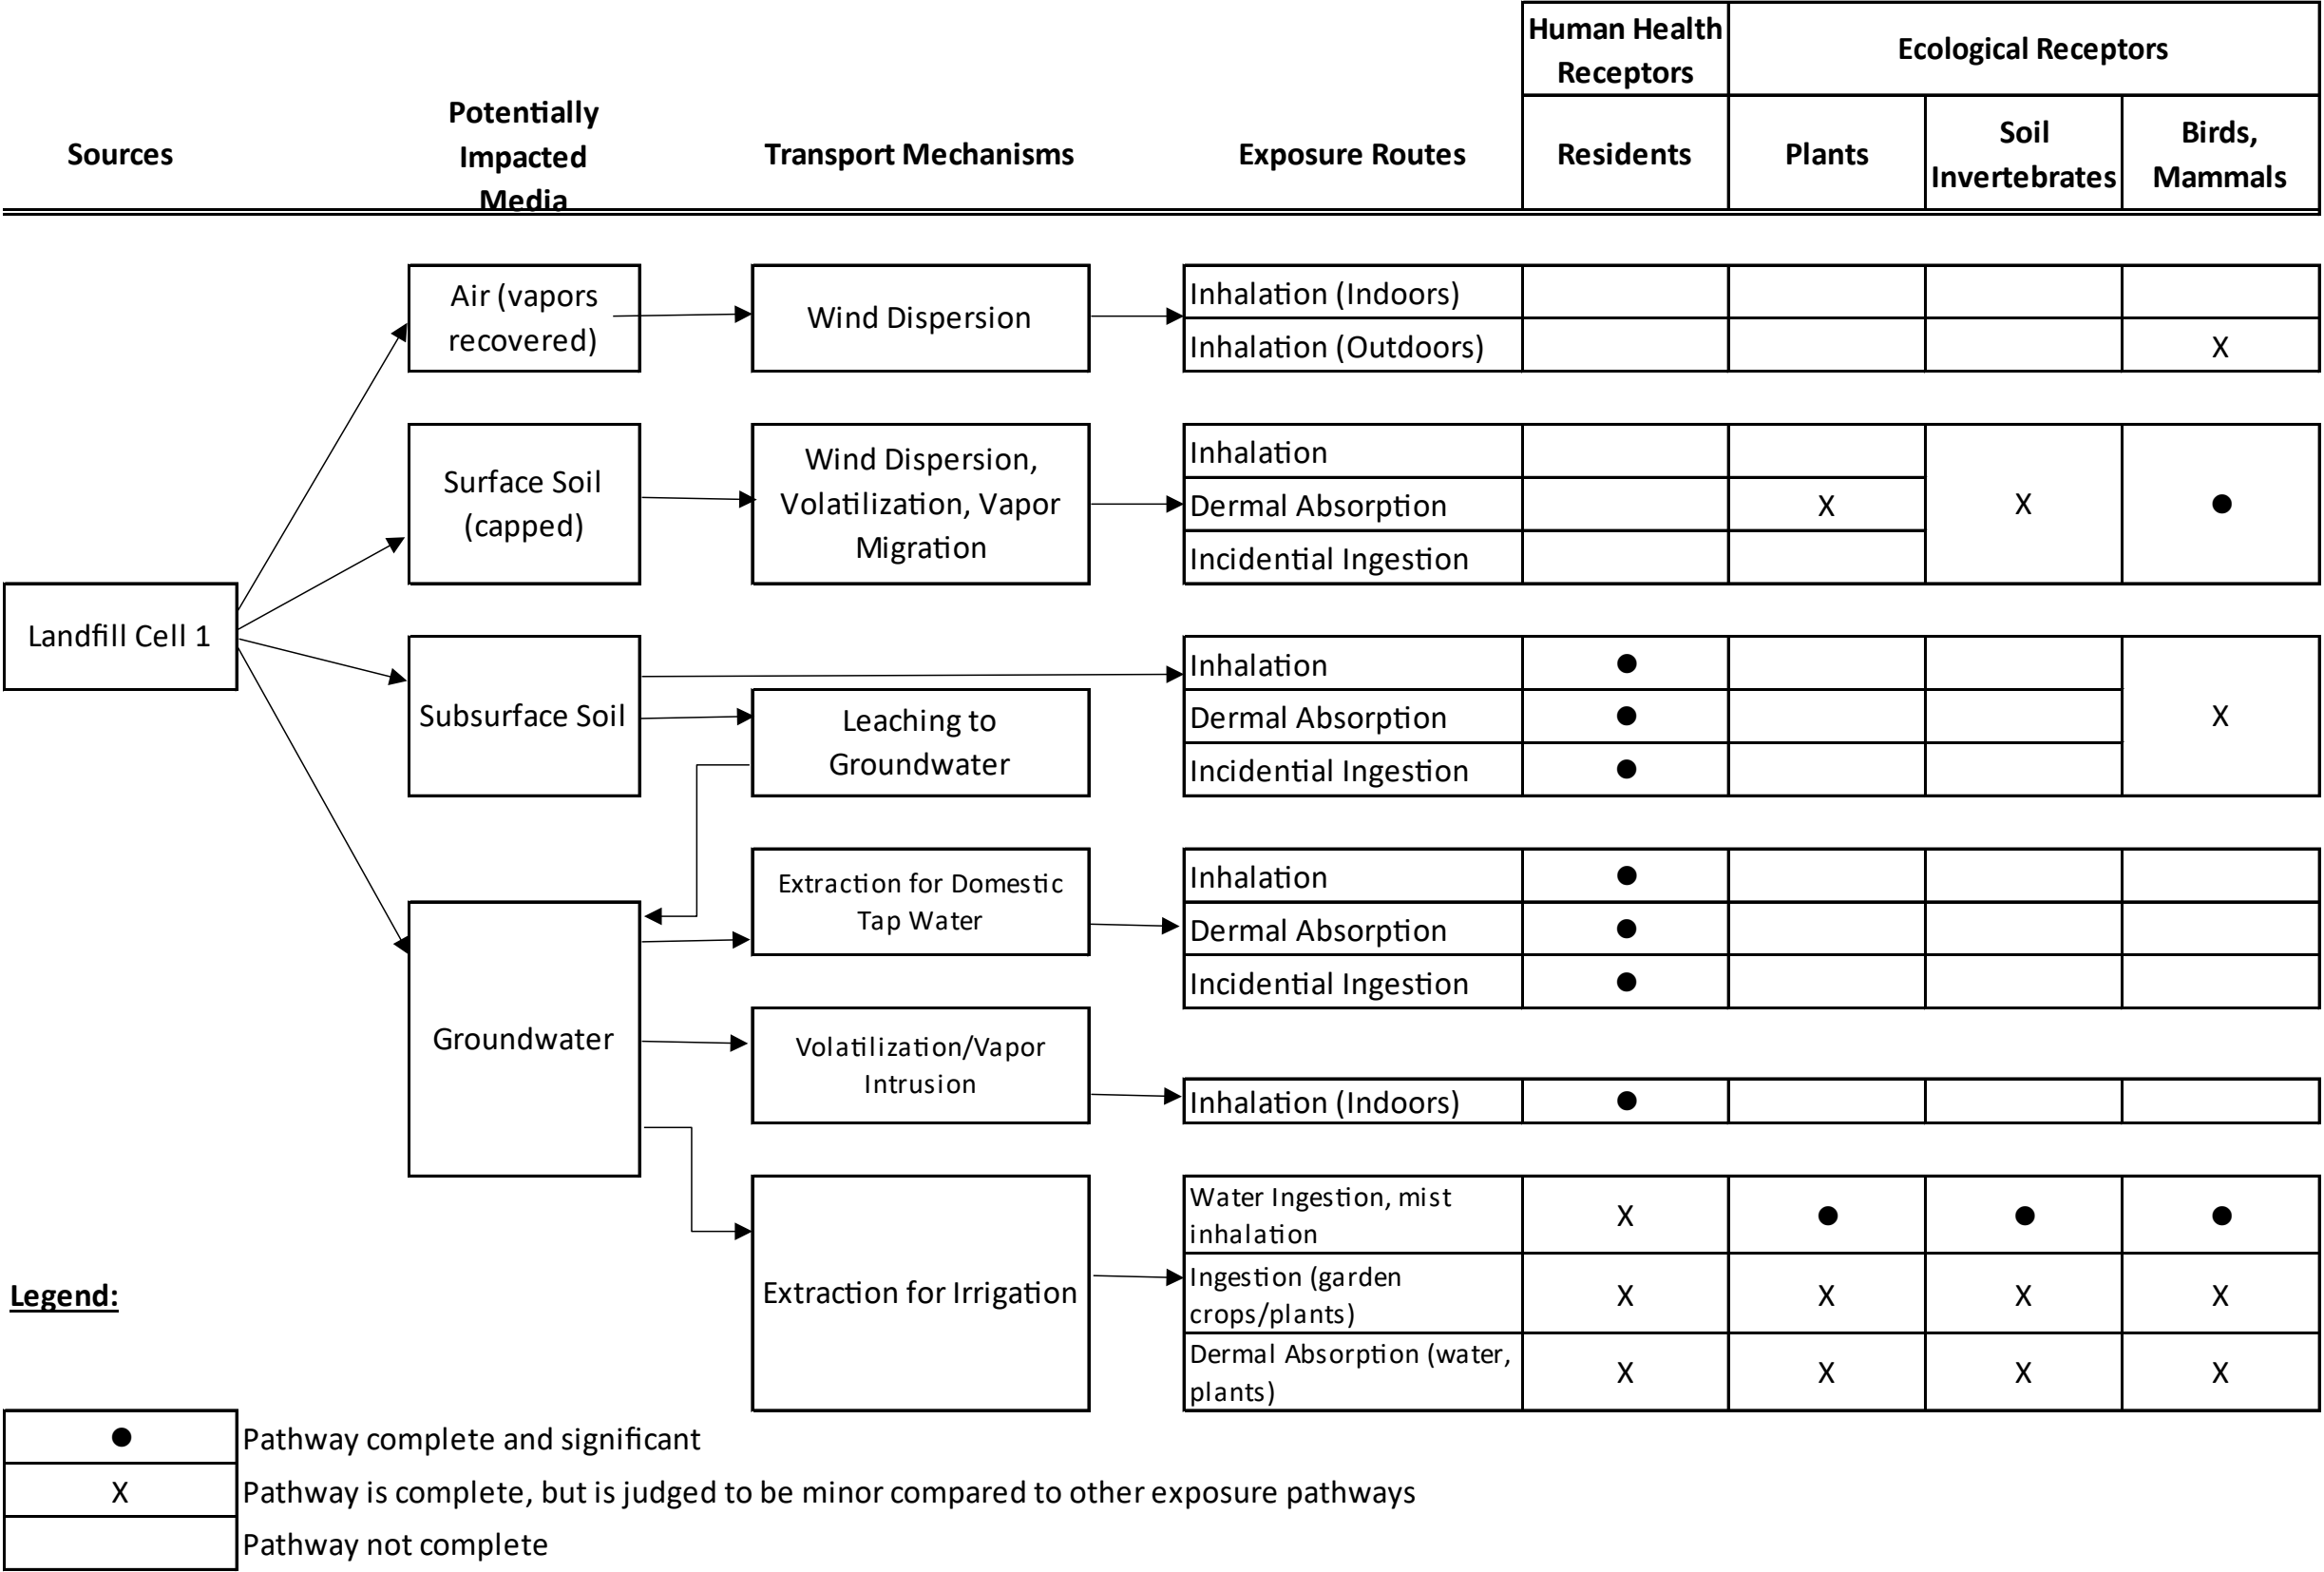 Human Health
Receptors
Ecological Receptors
Sources
Potentially
Impacted
Media
Transport Mechanisms
Exposure Routes
Residents
Plants
Soil
Invertebrates
Birds,
Mammals
Air (vapors
recovered)
Wind Dispersion
Inhalation (Indoors)
Inhalation (Outdoors)
X
Surface Soil
(capped)
Wind Dispersion,
Volatilization, Vapor
Migration
Inhalation
Dermal Absorption
X
X
●
Incidential Ingestion
Landfill Cell 1
Subsurface Soil
Inhalation
●
Leaching to
Groundwater
Dermal Absorption
●
X
Incidential Ingestion
●
Groundwater
Extraction for Domestic
Tap Water
Inhalation
●
Dermal Absorption
●
Incidential Ingestion
●
Volatilization/Vapor
Intrusion
Inhalation (Indoors)
●
Extraction for Irrigation
Water Ingestion, mist
inhalation
X
●
●
●
Ingestion (garden
crops/plants)
X
X
X
X
Dermal Absorption (water,
plants)
X
X
X
X
Legend:
● Pathway complete and significant
X Pathway is complete, but is judged to be minor compared to other exposure pathways
Pathway not complete